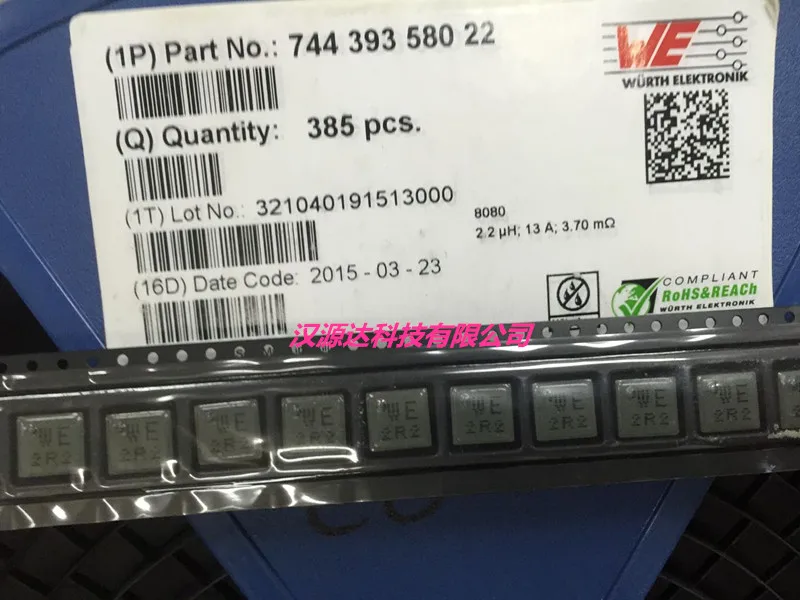 (1P) Part No.: 744 393 580 22
WE
WÜRTH ELEKTRONIK
(Q) Quantity: 385 pcs.
(1T) Lot No.: 321040191513000
8080
2.2 µH; 13 A; 3.70 mΩ
(16D) Date Code: 2015 - 03 - 23
COMPLIANT
RoHS&REACh
WÜRTH ELEKTRONIK
汉源达科技有限公司
WE WE WE WE WE WE WE WE WE
2R2 2R2 2R2 2R2 2R2 2R2 2R2 2R2 2R2